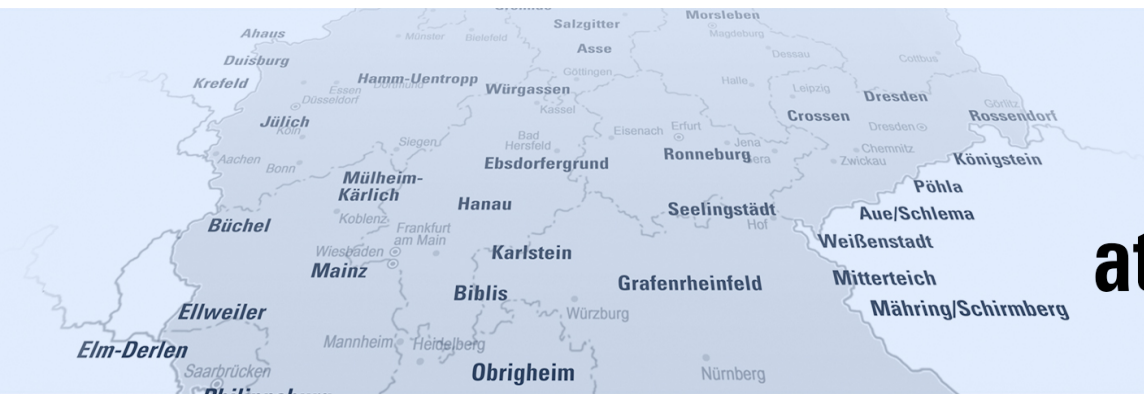 Salzgitter
Morsleben
Magdeburg
Ahaus
Münster
Bielefeld
Asse
Dessau
Duisburg
Cottbus
Göttingen
Krefeld
Hamm-Uentropp
Dortmund
Essen
Düsseldorf
Würgassen
Halle
Leipzig
Dresden
Kassel
Görlitz
Rossendorf
Crossen
Jülich
Köln
Siegen
Bad
Hersfeld
Eisenach
Erfurt
Dresden
Jena
Gera
Ronneburg
Chemnitz
Zwickau
Königstein
Aachen
Bonn
Ebsdorfergrund
Mülheim-
Kärlich
Pöhla
Hanau
Seelingstädt
Hof
Aue/Schlema
Büchel
Koblenz
Frankfurt
am Main
Weißenstadt
Wiesbaden
Karlstein
Mainz
Mitterteich
Grafenrheinfeld
Biblis
Mähring/Schirmberg
at
Ellweiler
Würzburg
Mannheim
Heidelberg
Elm-Derlen
Saarbrücken
Obrigheim
Nürnberg
Philippsburg